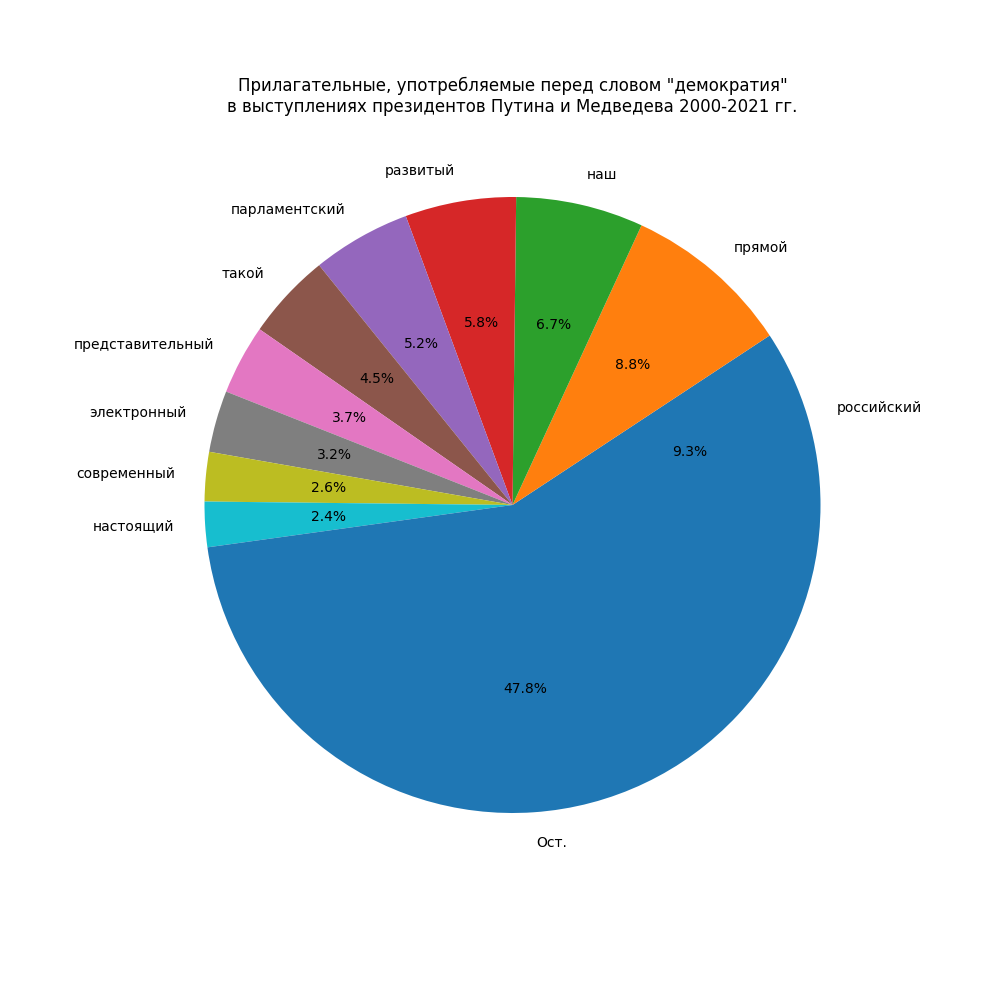 Прилагательные, употребляемые перед словом "демократия"
в выступлениях президентов Путина и Медведева 2000-2021 гг.
развитый
наш
парламентский
прямой
такой
представительный
электронный
российский
современный
настоящий
5.8%
6.7%
5.2%
8.8%
4.5%
3.7%
3.2%
9.3%
2.6%
2.4%
47.8%
Ост.